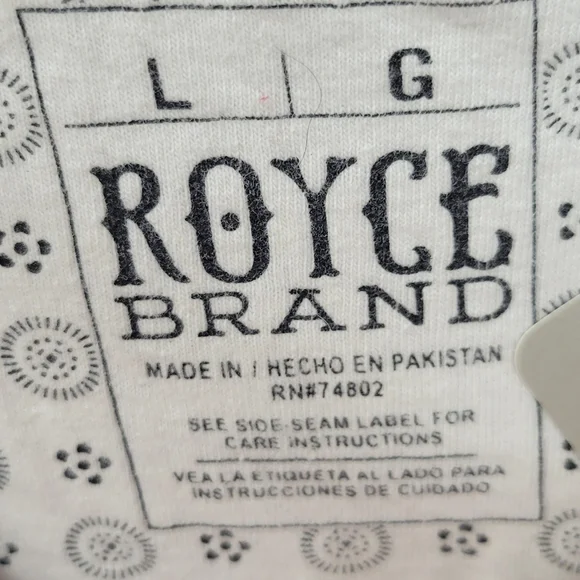 L | G
ROYCE
BRAND
MADE IN / HECHO EN PAKISTAN
RN#74802
SEE SIDE-SEAM LABEL FOR
CARE INSTRUCTIONS
VEA LA ETIQUETA AL LADO PARA
INSTRUCCIONES DE CUIDADO